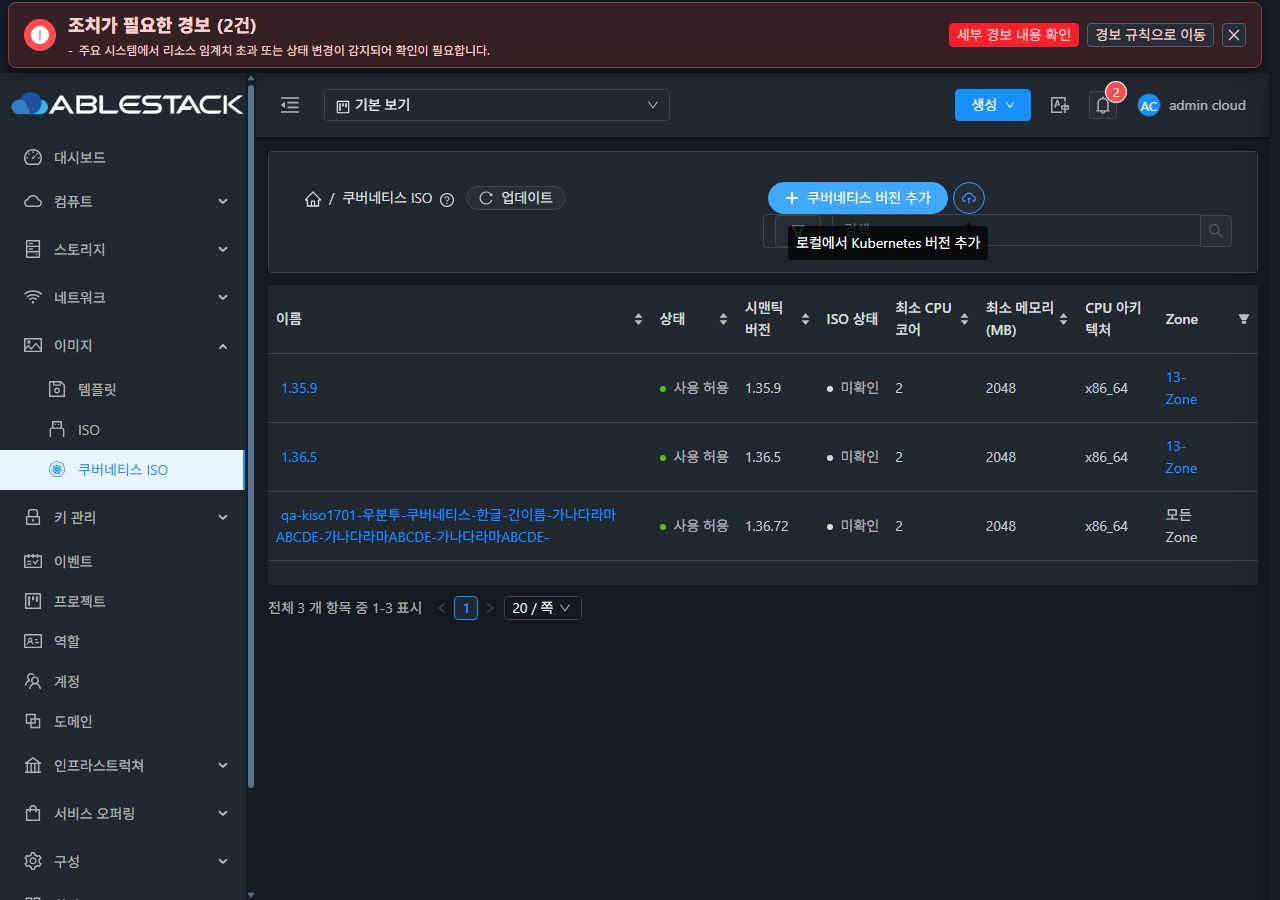 조치가 필요한 경보 (2건)
- 주요 시스템에서 리소스 임계치 초과 또는 상태 변경이 감지되어 확인이 필요합니다.
세부 경보 내용 확인
경보 규칙으로 이동
ABLESTACK
기본 보기
생성
2
AC
admin cloud
대시보드
컴퓨트
스토리지
네트워크
이미지
템플릿
ISO
쿠버네티스 ISO
키 관리
이벤트
프로젝트
역할
계정
도메인
인프라스트럭쳐
서비스 오퍼링
구성
/ 쿠버네티스 ISO
업데이트
쿠버네티스 버전 추가
검색
로컬에서 Kubernetes 버전 추가
이름 상태 시맨틱 버전 ISO 상태 최소 CPU 코어 최소 메모리 (MB) CPU 아키텍처 Zone
1.35.9 사용 허용 1.35.9 미확인 2 2048 x86_64 13-Zone
1.36.5 사용 허용 1.36.5 미확인 2 2048 x86_64 13-Zone
qa-kiso1701-우분투-쿠버네티스-한글-긴이름-가나다라마
ABCDE-가나다라마ABCDE-가나다라마ABCDE-
사용 허용 1.36.72 미확인 2 2048 x86_64 모든 Zone
전체 3 개 항목 중 1-3 표시 < 1 > 20 / 쪽